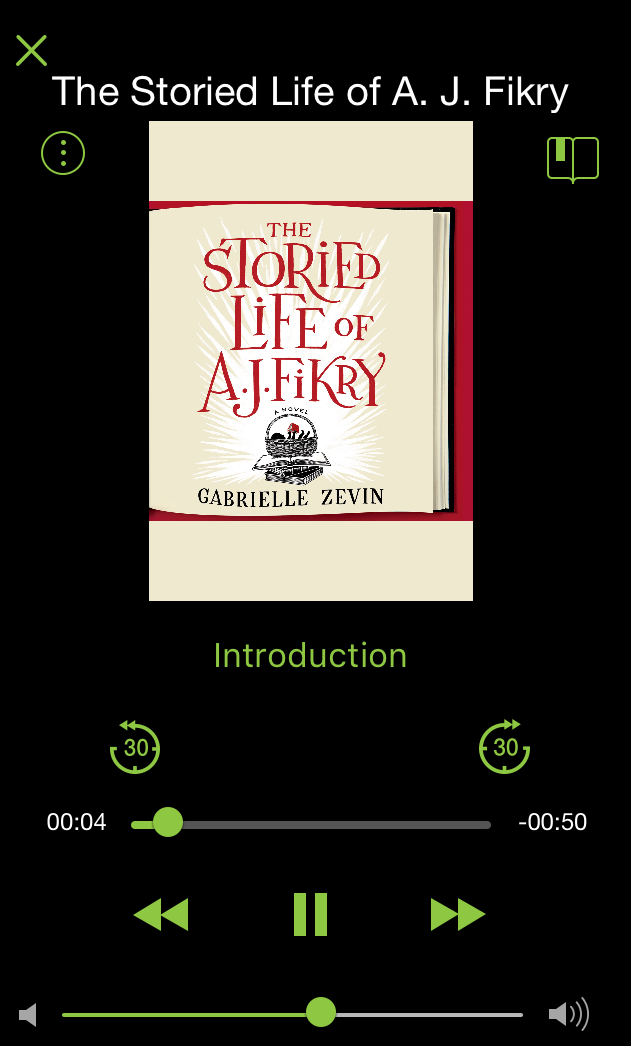 The Storied Life of A. J. Fikry
THE
STORiED
LiFE OF
A.J.FiKRY
A NOVEL
GABRIELLE ZEVIN
Introduction
30
30
00:04
-00:50